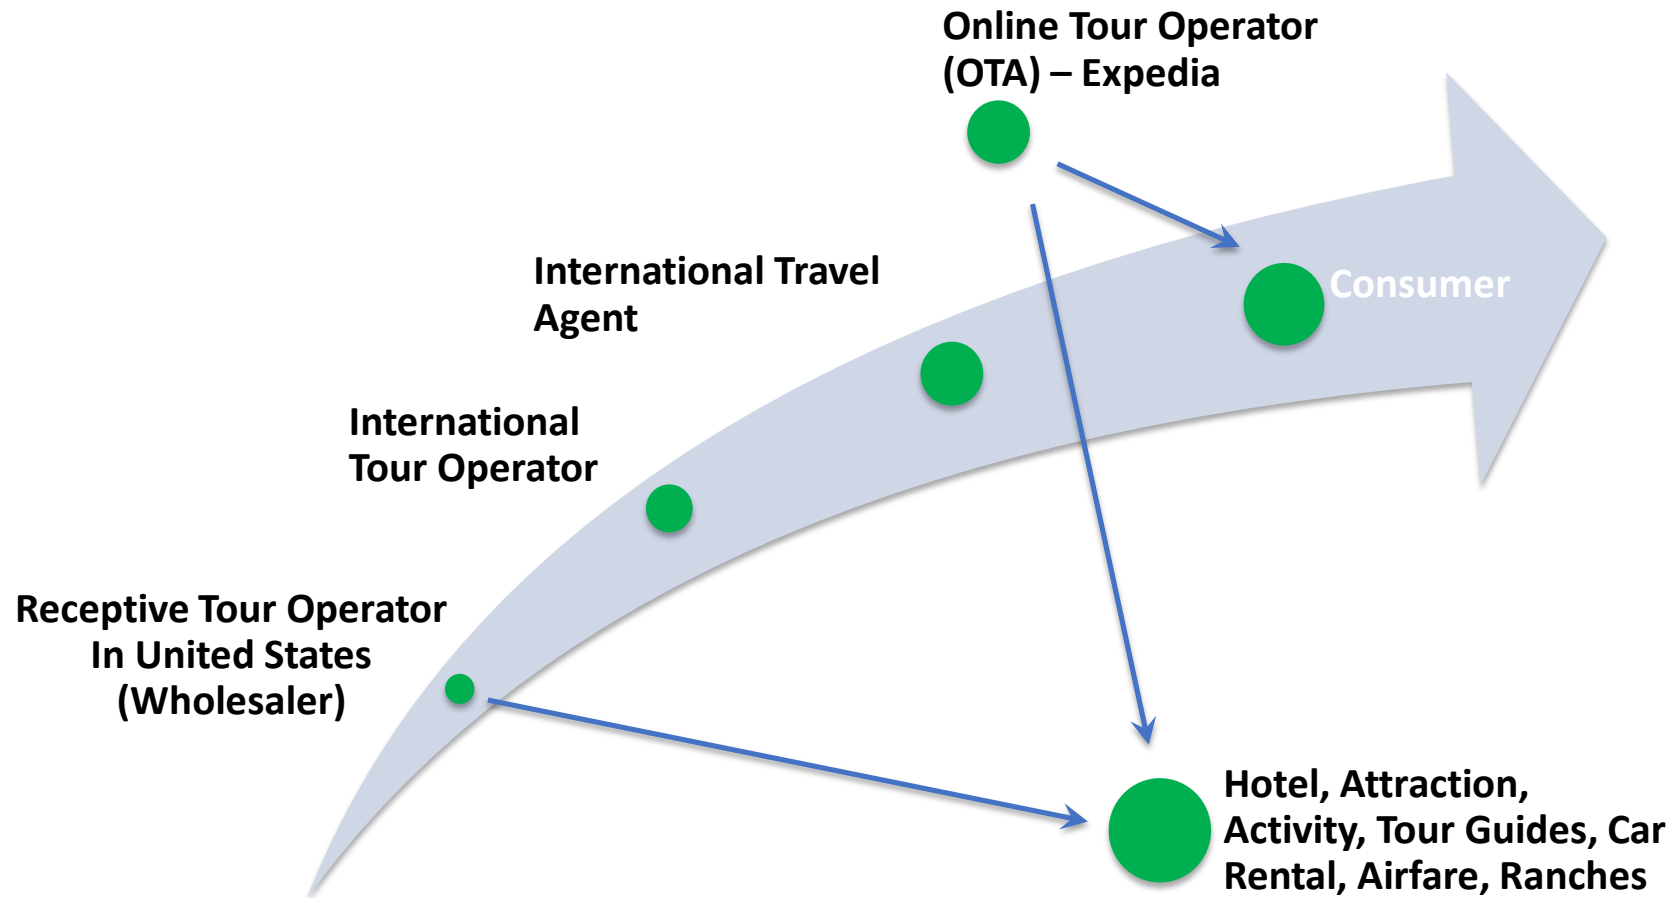 Online Tour Operator
(OTA) – Expedia
International Travel
Agent
Consumer
International
Tour Operator
Receptive Tour Operator
In United States
(Wholesaler)
Hotel, Attraction,
Activity, Tour Guides, Car
Rental, Airfare, Ranches